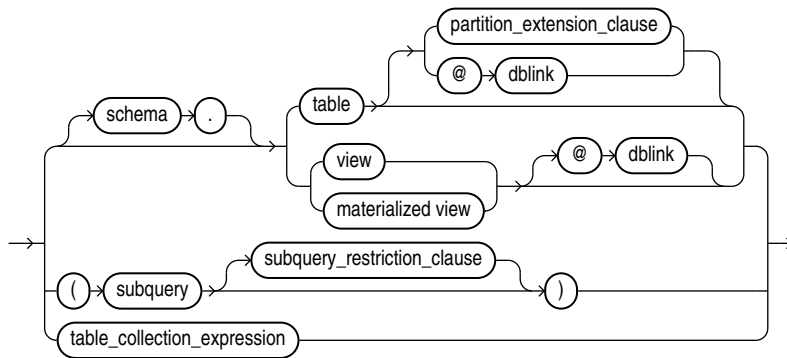 partition_extension_clause
@ dblink
table
schema .
view
@ dblink
materialized view
subquery_restriction_clause
( subquery )
table_collection_expression